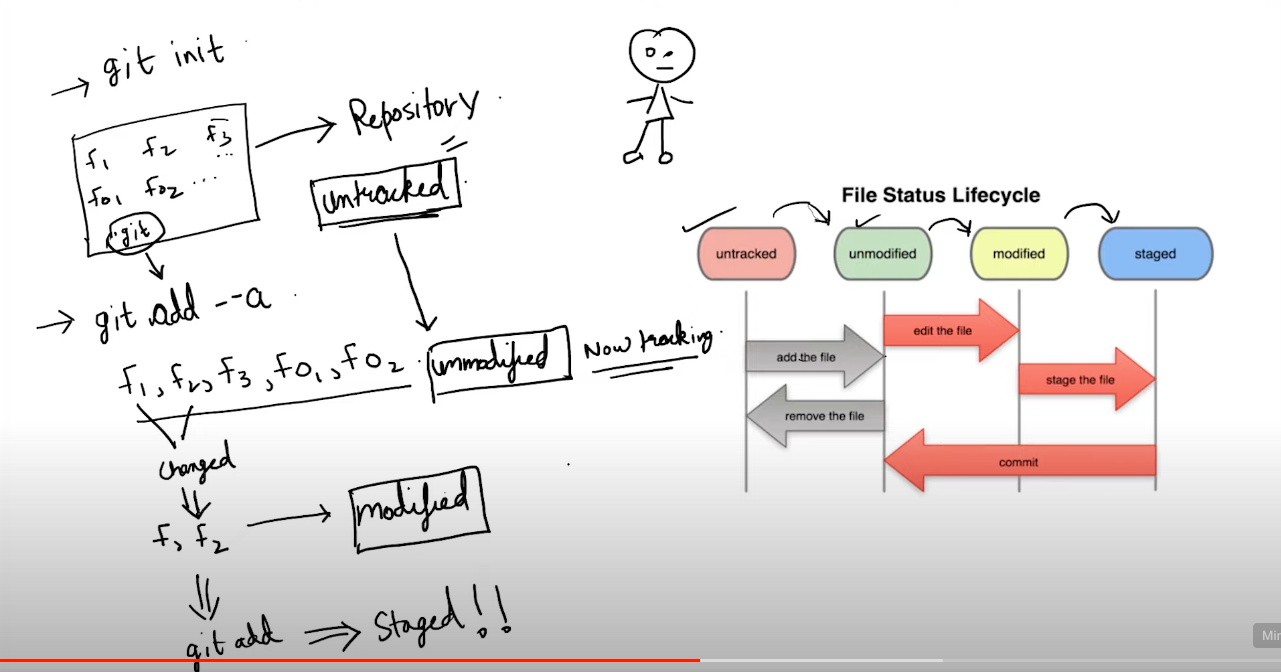 → git init
f1 f2 f3 ...
fo1 fo2 ...
.git
→ Repository
untracked
→ git add --a
f1, f2, f3, fo1, fo2
unmodified
Now tracking.
changed
f1 f2 → modified
git add ⇒ Staged!!
File Status Lifecycle
untracked unmodified modified staged
edit the file
add the file
stage the file
remove the file
commit